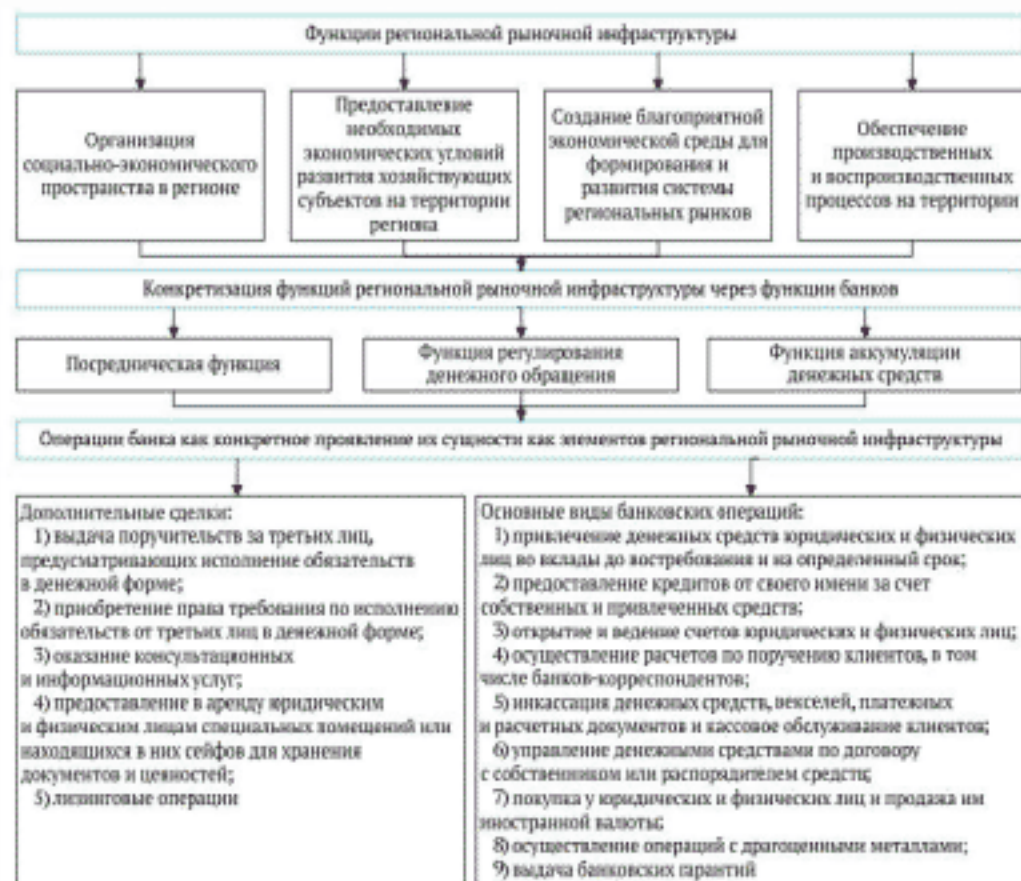 Функции региональной рыночной инфраструктуры
Организация
социально-экономического
пространства в регионе
Предоставление
необходимых
экономических условий
развития хозяйствующих
субъектов на территории
региона
Создание благоприятной
экономической среды для
формирования и
развития системы
региональных рынков
Обеспечение
производственных
и воспроизводственных
процессов на территории
Конкретизация функций региональной рыночной инфраструктуры через функции банков
Посредническая функция
Функция регулирования
денежного обращения
Функция аккумуляции
денежных средств
Операции банка как конкретное проявление их сущности как элементов региональной рыночной инфраструктуры
Дополнительные сделки:
1) выдача поручительств за третьих лиц,
предусматривающих исполнение обязательств
в денежной форме;
2) приобретение права требования по исполнению
обязательств от третьих лиц в денежной форме;
3) оказание консультационных
и информационных услуг;
4) предоставление в аренду юридическим
и физическим лицам специальных помещений или
находящихся в них сейфов для хранения
документов и ценностей;
5) лизинговые операции
Основные виды банковских операций:
1) привлечение денежных средств юридических и физических
лиц во вклады до востребования и на определенный срок;
2) предоставление кредитов от своего имени за счет
собственных и привлеченных средств;
3) открытие и ведение счетов юридических и физических лиц;
4) осуществление расчетов по поручению клиентов, в том
числе банков-корреспондентов;
5) инкассация денежных средств, векселей, платежных
и расчетных документов и кассовое обслуживание клиентов;
6) управление денежными средствами по договору
с собственником или распорядителем средств;
7) покупка у юридических и физических лиц и продажа им
иностранной валюты;
8) осуществление операций с драгоценными металлами;
9) выдача банковских гарантий